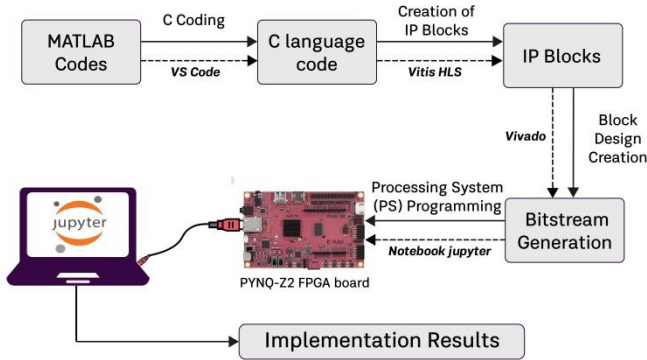 MATLAB
Codes
C Coding
VS Code
C language
code
Creation of
IP Blocks
Vitis HLS
IP Blocks
Vivado
Block
Design
Creation
jupyter
Processing System
(PS) Programming
Notebook jupyter
Bitstream
Generation
PYNQ-Z2 FPGA board
Implementation Results